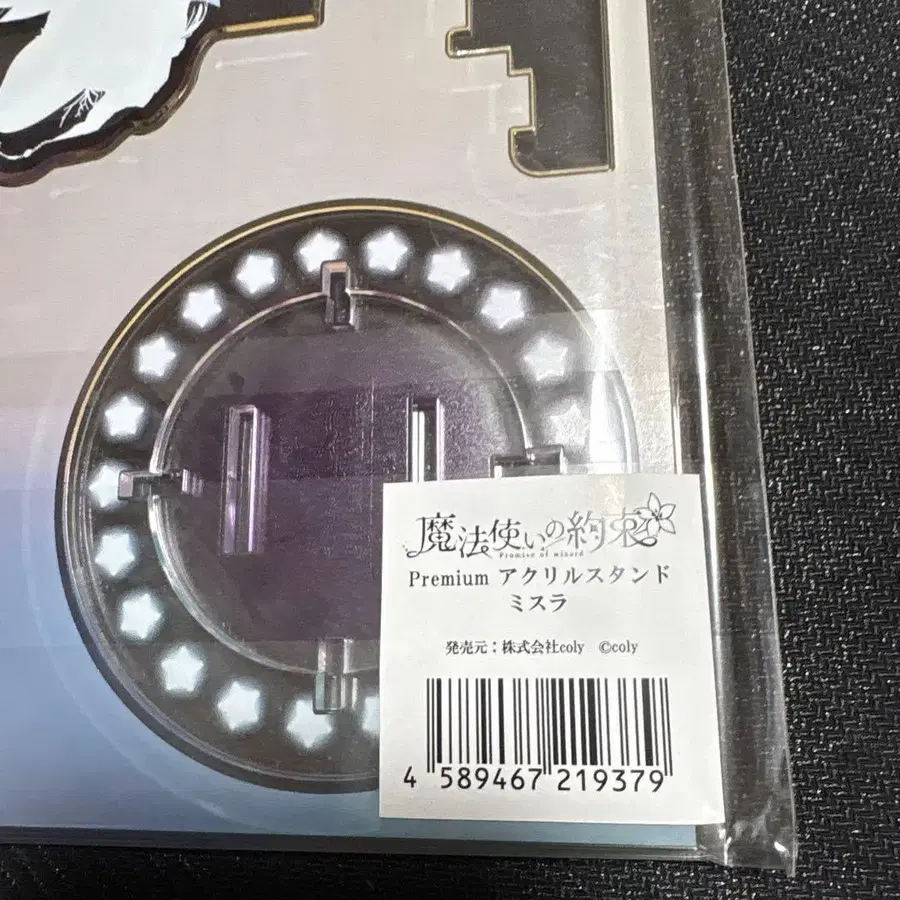 魔法使いの約束
Promise of wizard
Premium アクリルスタンド
ミスラ
発売元：株式会社coly ©coly
4 589467 219379